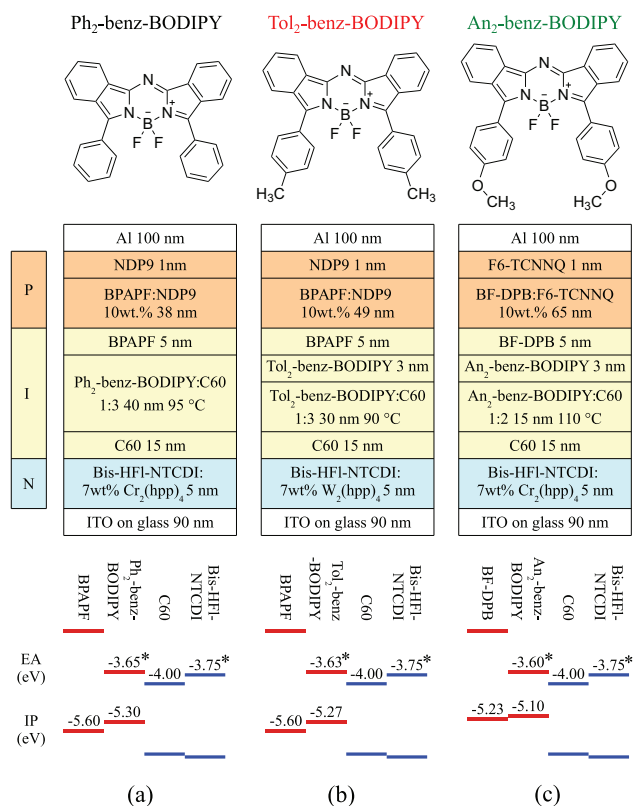 Ph₂-benz-BODIPY Tol₂-benz-BODIPY An₂-benz-BODIPY
N N N
N B⁻ N⁺ N B⁻ N⁺ N B⁻ N⁺
F F F F F F
H₃C CH₃ O CH₃ O CH₃
Al 100 nm Al 100 nm Al 100 nm
P
NDP9 1nm NDP9 1 nm F6-TCNNQ 1 nm
BPAPF:NDP9 BPAPF:NDP9 BF-DPB:F6-TCNNQ
10wt.% 38 nm 10wt.% 49 nm 10wt.% 65 nm
I
BPAPF 5 nm BPAPF 5 nm BF-DPB 5 nm
Tol₂-benz-BODIPY 3 nm An₂-benz-BODIPY 3 nm
Ph₂-benz-BODIPY:C60 Tol₂-benz-BODIPY:C60 An₂-benz-BODIPY:C60
1:3 40 nm 95 °C 1:3 30 nm 90 °C 1:2 15 nm 110 °C
C60 15 nm C60 15 nm C60 15 nm
N
Bis-HFl-NTCDI: Bis-HFl-NTCDI: Bis-HFl-NTCDI:
7wt% Cr₂(hpp)₄ 5 nm 7wt% W₂(hpp)₄ 5 nm 7wt% Cr₂(hpp)₄ 5 nm
ITO on glass 90 nm ITO on glass 90 nm ITO on glass 90 nm
BPAPF
Ph₂-benz-
BODIPY
C60
Bis-HFl-
NTCDI
BPAPF
Tol₂-benz
-BODIPY
C60
Bis-HFl-
NTCDI
BF-DPB
An₂-benz-
BODIPY
C60
Bis-HFl-
NTCDI
EA
(eV)
-3.65* -4.00 -3.75* -3.63* -4.00 -3.75* -3.60* -4.00 -3.75*
IP
(eV)
-5.60 -5.30 -5.60 -5.27 -5.23 -5.10
(a) (b) (c)